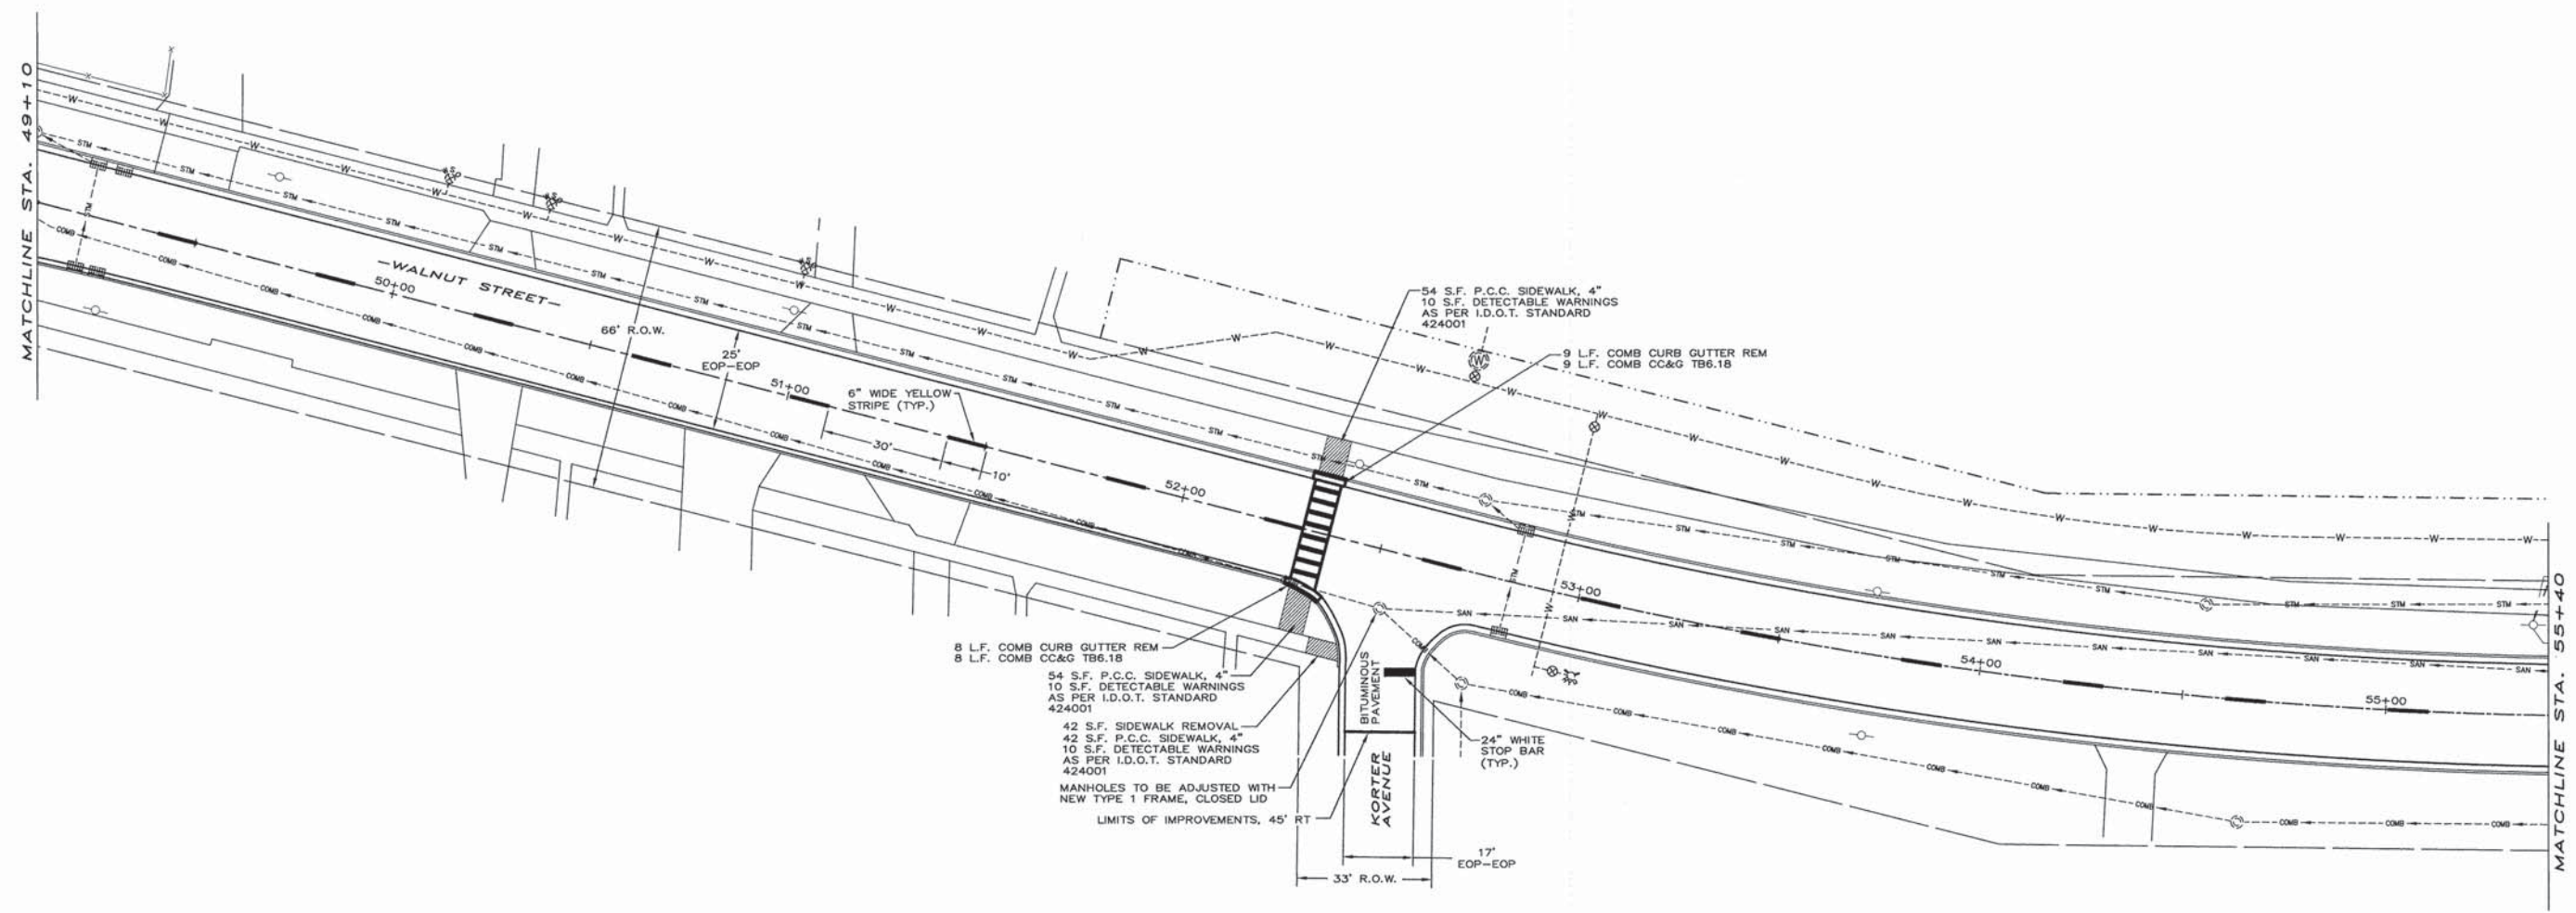 MATCHLINE STA. 49+10
WALNUT STREET
50+00
66' R.O.W.
25'
EOP-EOP
51+00
6" WIDE YELLOW
STRIPE (TYP.)
30'
10'
52+00
54 S.F. P.C.C. SIDEWALK, 4"
10 S.F. DETECTABLE WARNINGS
AS PER I.D.O.T. STANDARD
424001
9 L.F. COMB CURB GUTTER REM
9 L.F. COMB CC&G TB6.18
53+00
54+00
55+00
8 L.F. COMB CURB GUTTER REM
8 L.F. COMB CC&G TB6.18
54 S.F. P.C.C. SIDEWALK, 4"
10 S.F. DETECTABLE WARNINGS
AS PER I.D.O.T. STANDARD
424001
42 S.F. SIDEWALK REMOVAL
42 S.F. P.C.C. SIDEWALK, 4"
10 S.F. DETECTABLE WARNINGS
AS PER I.D.O.T. STANDARD
424001
MANHOLES TO BE ADJUSTED WITH
NEW TYPE 1 FRAME, CLOSED LID
LIMITS OF IMPROVEMENTS, 45' RT
BITUMINOUS
PAVEMENT
KORTER
AVENUE
24" WHITE
STOP BAR
(TYP.)
17'
EOP-EOP
33' R.O.W.
MATCHLINE STA. 55+40
W
STM
COMB
SAN